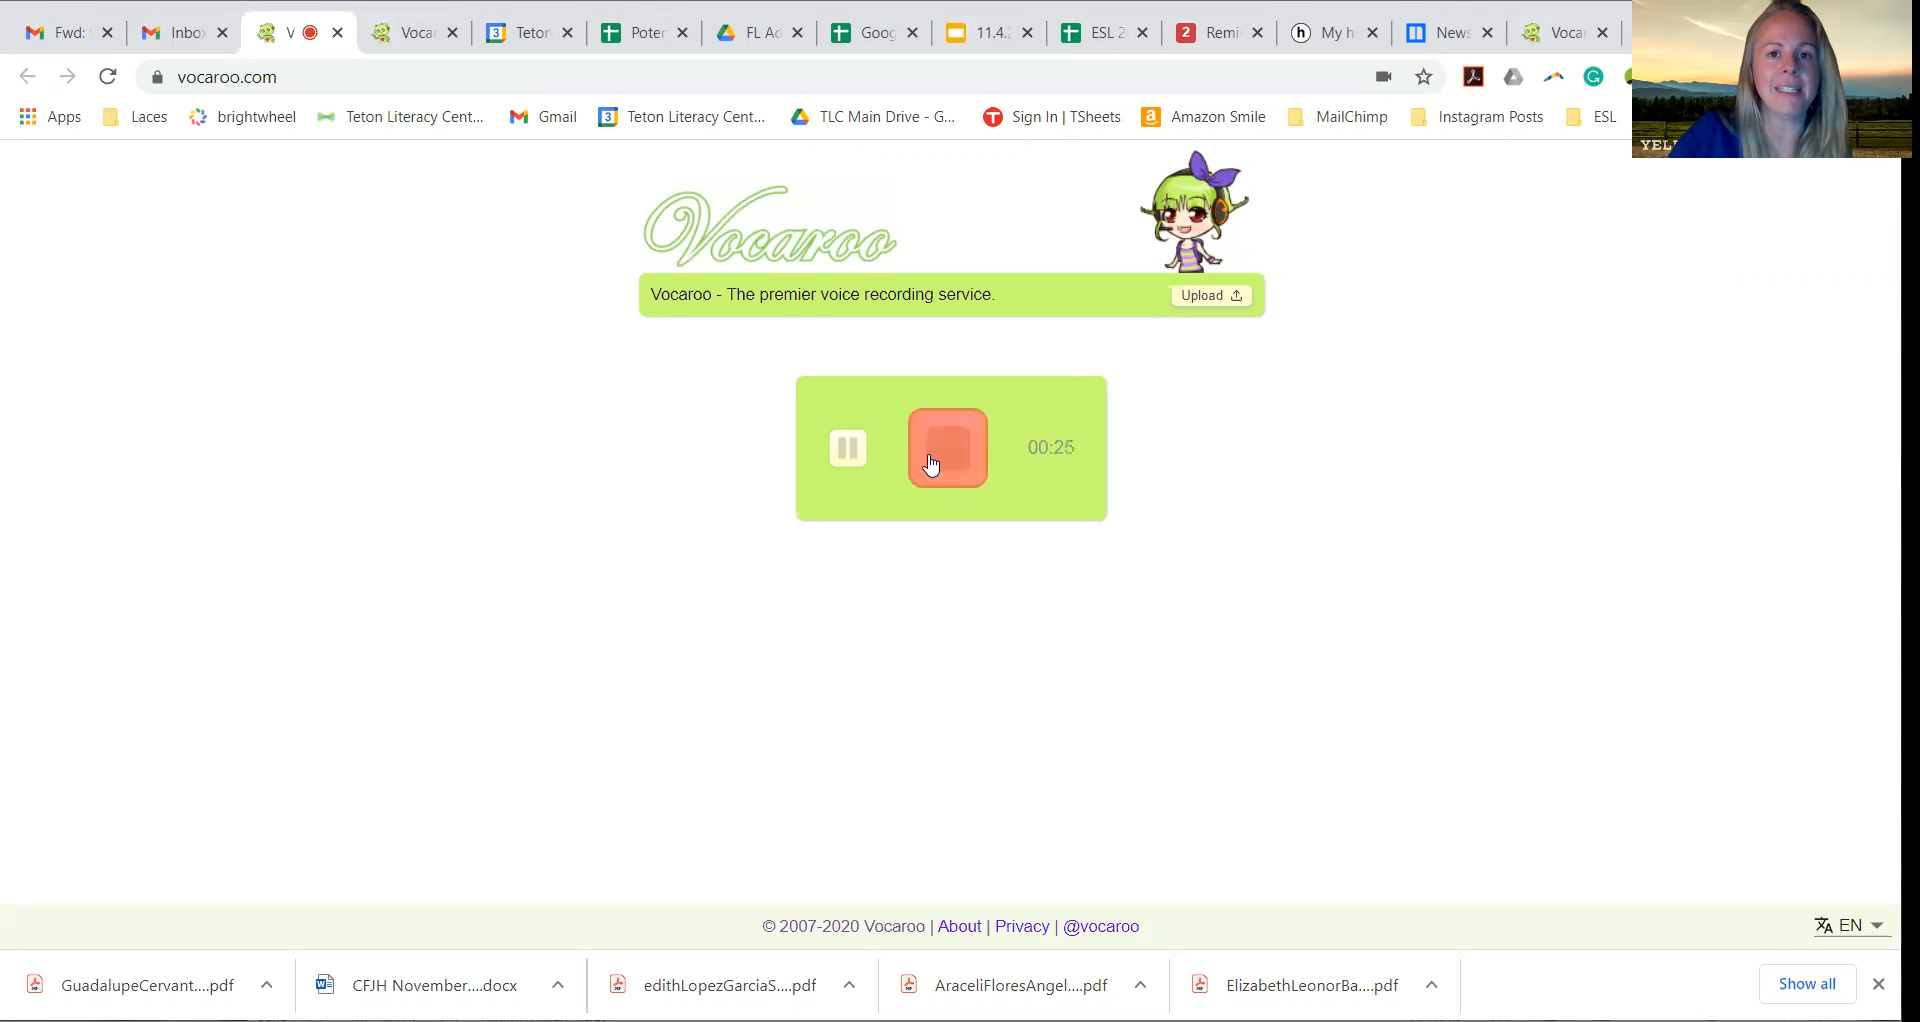 Fwd: Inbox V Vocar Teton Poter FL Ac Goog 11.4. ESL 2 Remi My h News Voca
vocaroo.com
Apps Laces brightwheel Teton Literacy Cent... Gmail Teton Literacy Cent... TLC Main Drive - G... Sign In | TSheets Amazon Smile MailChimp Instagram Posts ESL
Vocaroo
Vocaroo - The premier voice recording service. Upload
00:25
© 2007-2020 Vocaroo | About | Privacy | @vocaroo
EN
GuadalupeCervant....pdf CFJH November....docx edithLopezGarciaS....pdf AraceliFloresAngel....pdf ElizabethLeonorBa....pdf Show all